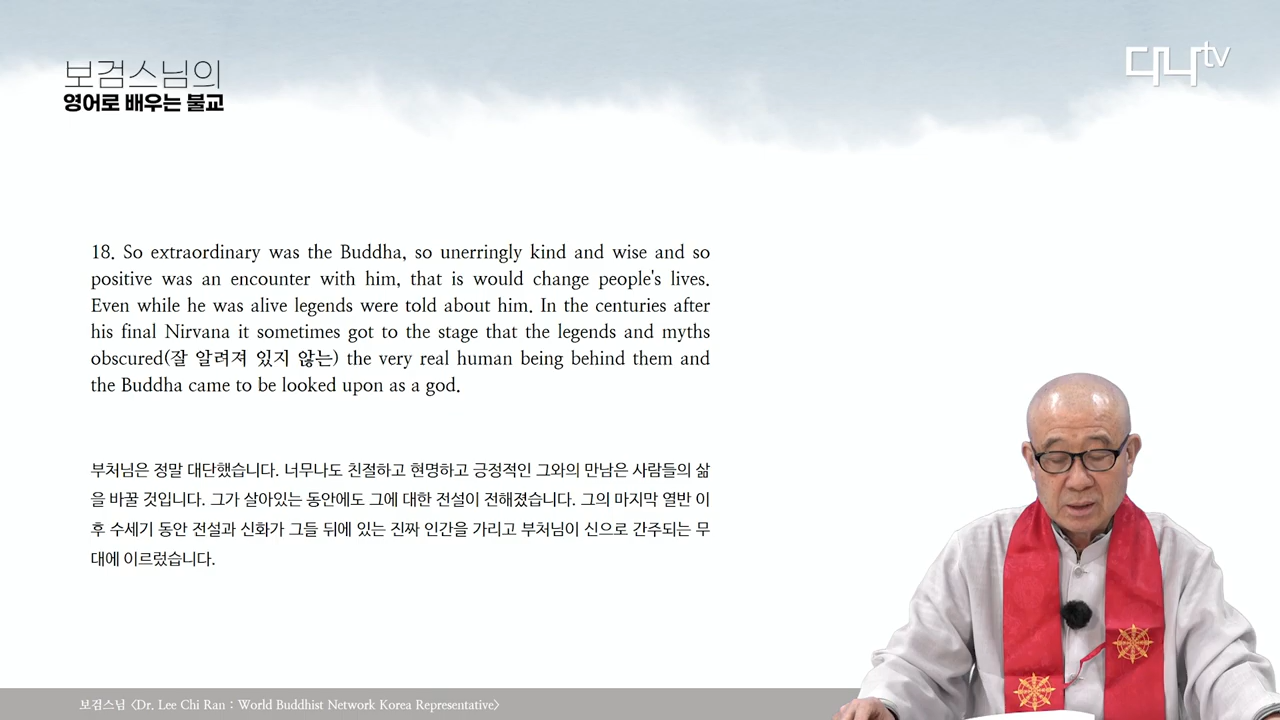 보검스님의
영어로 배우는 불교
디나tv
18. So extraordinary was the Buddha, so unerringly kind and wise and so
positive was an encounter with him, that is would change people's lives.
Even while he was alive legends were told about him. In the centuries after
his final Nirvana it sometimes got to the stage that the legends and myths
obscured(잘 알려져 있지 않는) the very real human being behind them and
the Buddha came to be looked upon as a god.
부처님은 정말 대단했습니다. 너무나도 친절하고 현명하고 긍정적인 그와의 만남은 사람들의 삶
을 바꿀 것입니다. 그가 살아있는 동안에도 그에 대한 전설이 전해졌습니다. 그의 마지막 열반 이
후 수세기 동안 전설과 신화가 그들 뒤에 있는 진짜 인간을 가리고 부처님이 신으로 간주되는 무
대에 이르렀습니다.
보검스님 <Dr. Lee Chi Ran : World Buddhist Network Korea Representative>